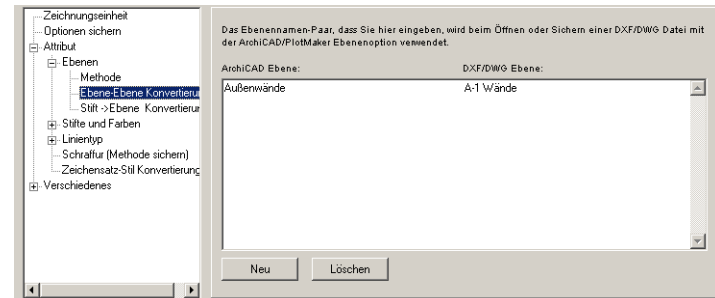 Zeichnungseinheit
Optionen sichern
Attribut
Ebenen
Methode
Ebene-Ebene Konvertieru
Stift ->Ebene Konvertierur
Stifte und Farben
Linientyp
Schraffur (Methode sichern)
Zeichensatz-Stil Konvertierung
Verschiedenes
Das Ebenennamen-Paar, dass Sie hier eingeben, wird beim Öffnen oder Sichern einer DXF/DWG Datei mit
der ArchiCAD/PlotMaker Ebenenoption verwendet.
ArchiCAD Ebene: DXF/DWG Ebene:
Außenwände A-1 Wände
Neu Löschen